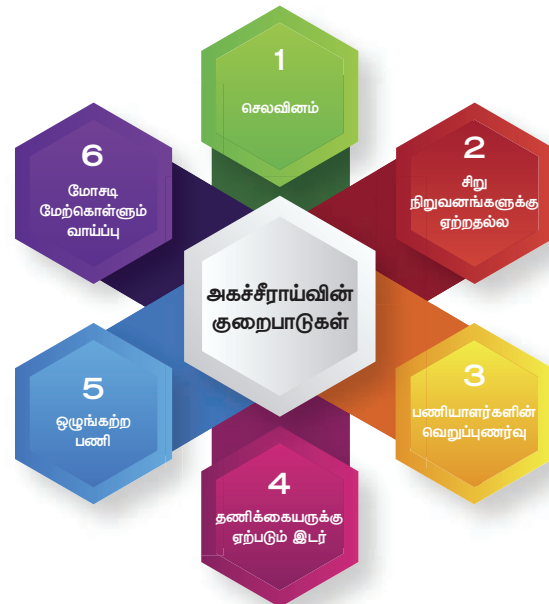 அகச்சீராய்வின்
குறைபாடுகள்
1
செலவினம்
2
சிறு
நிறுவனங்களுக்கு
ஏற்றதல்ல
3
பணியாளர்களின்
வெறுப்புணர்வு
4
தணிக்கையருக்கு
ஏற்படும் இடர்
5
ஒழுங்கற்ற
பணி
6
மோசடி
மேற்கொள்ளும்
வாய்ப்பு